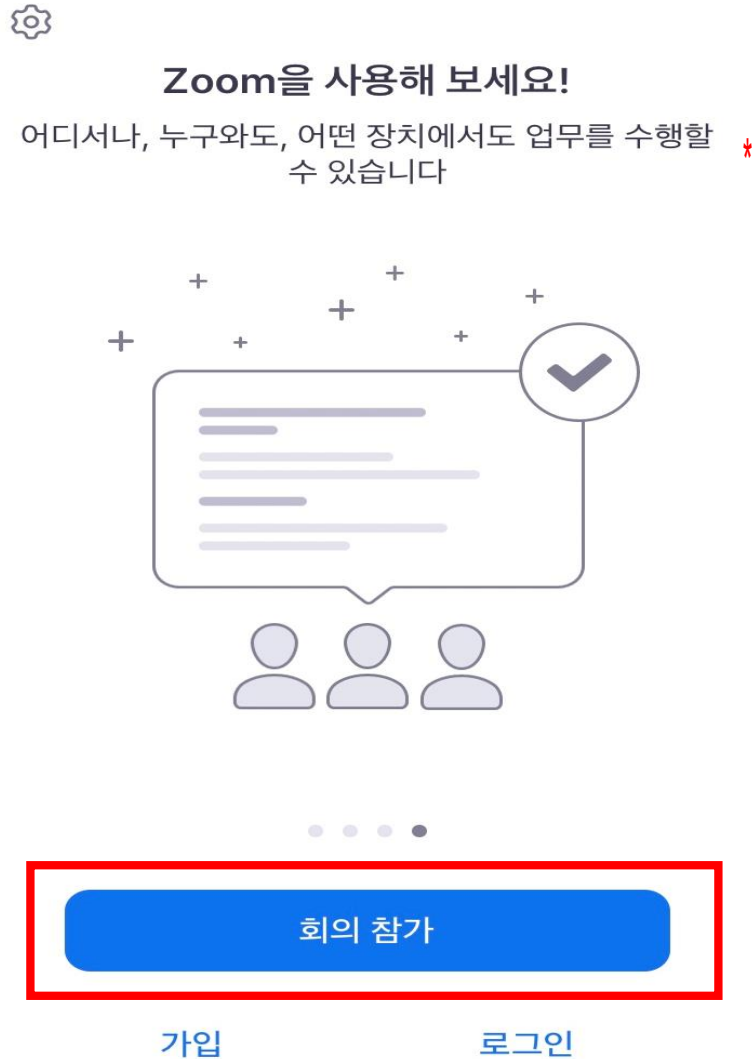 Zoom을 사용해 보세요!
어디서나, 누구와도, 어떤 장치에서도 업무를 수행할
수 있습니다
*
회의 참가
가입
로그인